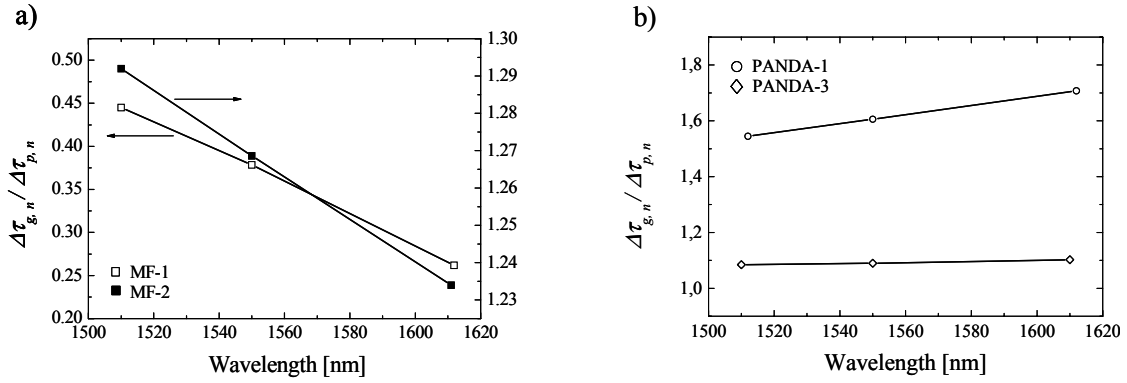 a)
Δτg, n / Δτp, n
0.50
0.45
0.40
0.35
0.30
0.25
0.20
1.30
1.29
1.28
1.27
1.26
1.25
1.24
1.23
MF-1
MF-2
1500 1520 1540 1560 1580 1600 1620
Wavelength [nm]
b)
Δτg, n / Δτp, n
1,8
1.6
1.4
1.2
1,0
PANDA-1
PANDA-3
1500 1520 1540 1560 1580 1600 1620
Wavelength [nm]